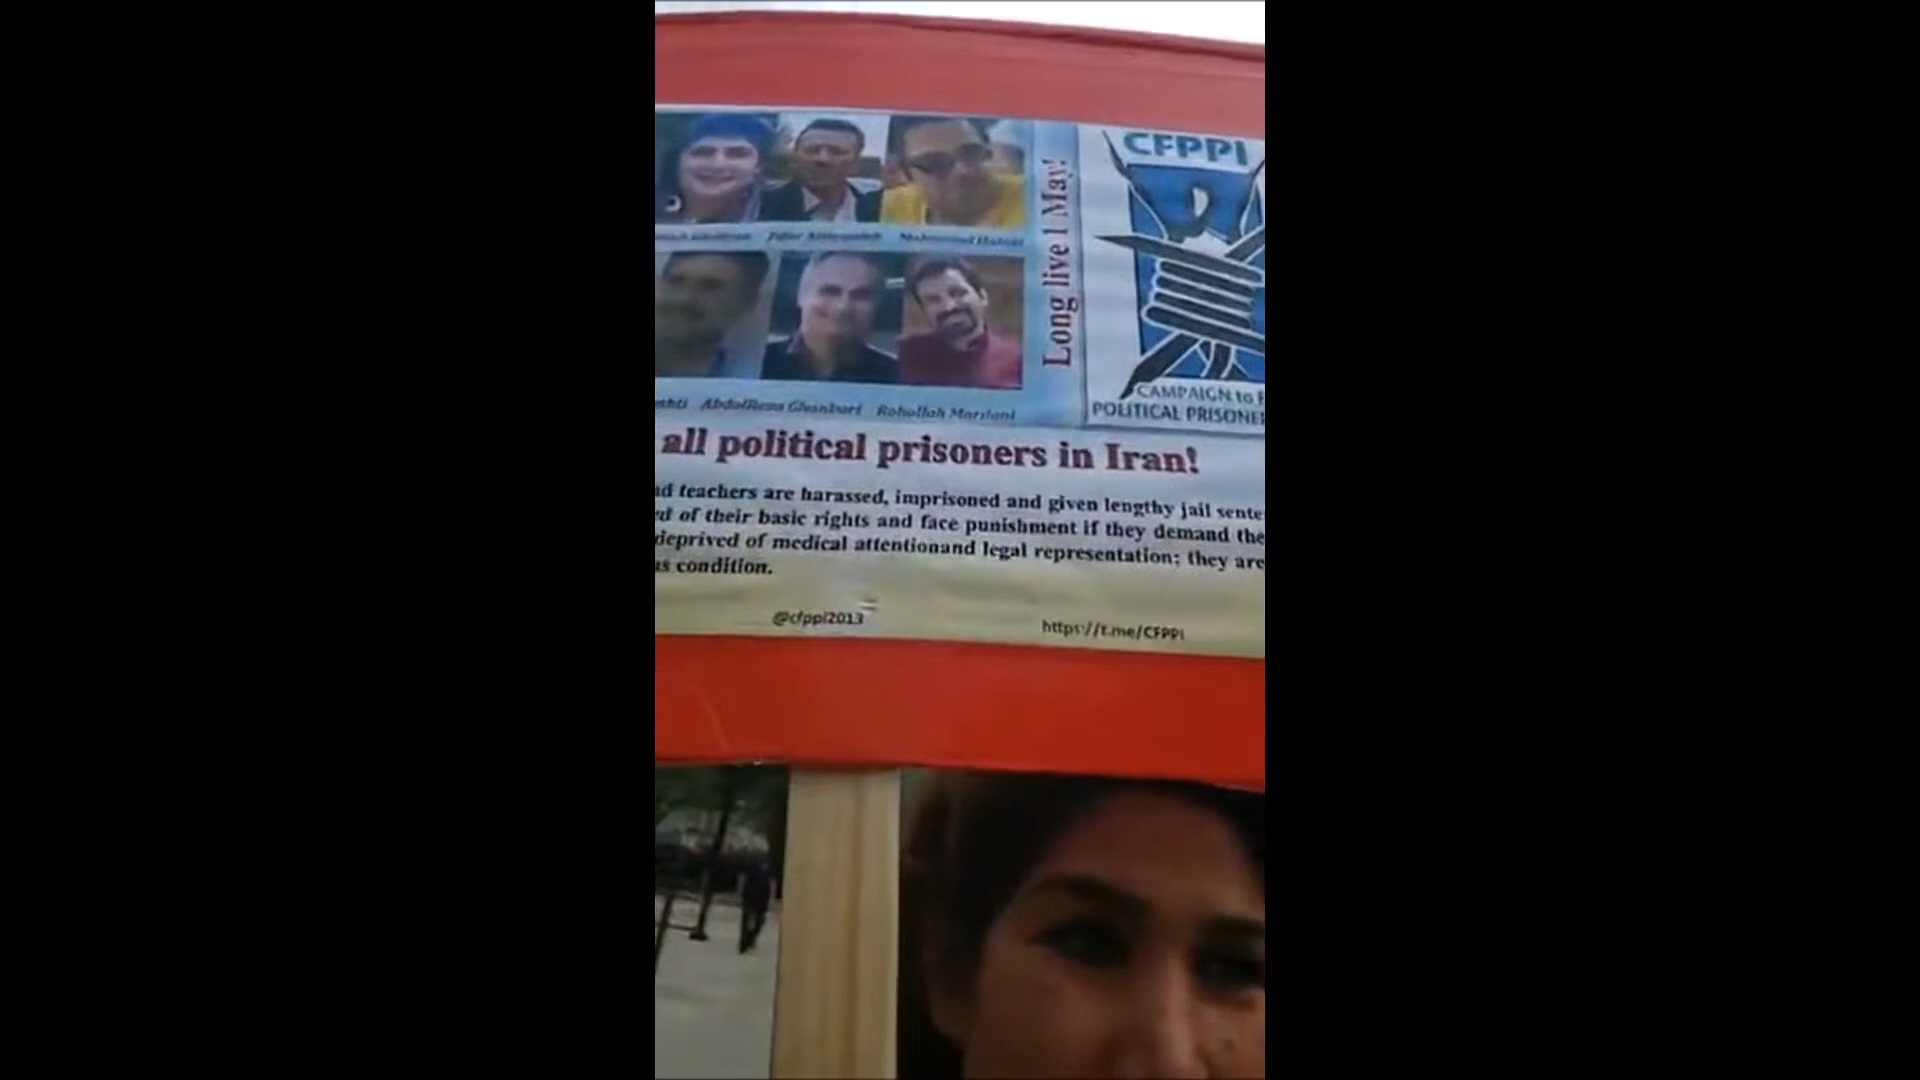 CFPPI
Long live 1 May!
CAMPAIGN to
POLITICAL PRISONE
AbdolReza Ghanbari Rohollah Mardani
all political prisoners in Iran!
teachers are harassed, imprisoned and given lengthy jail sente
of their basic rights and face punishment if they demand the
deprived of medical attentionand legal representation; they are
condition.
@cfppi2013 https://t.me/CFPPI